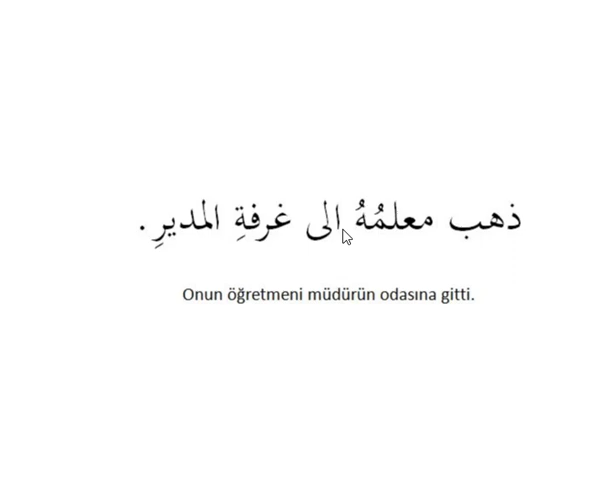 ذهب معلمُهُ إلى غرفةِ المديرِ .
Onun öğretmeni müdürün odasına gitti.